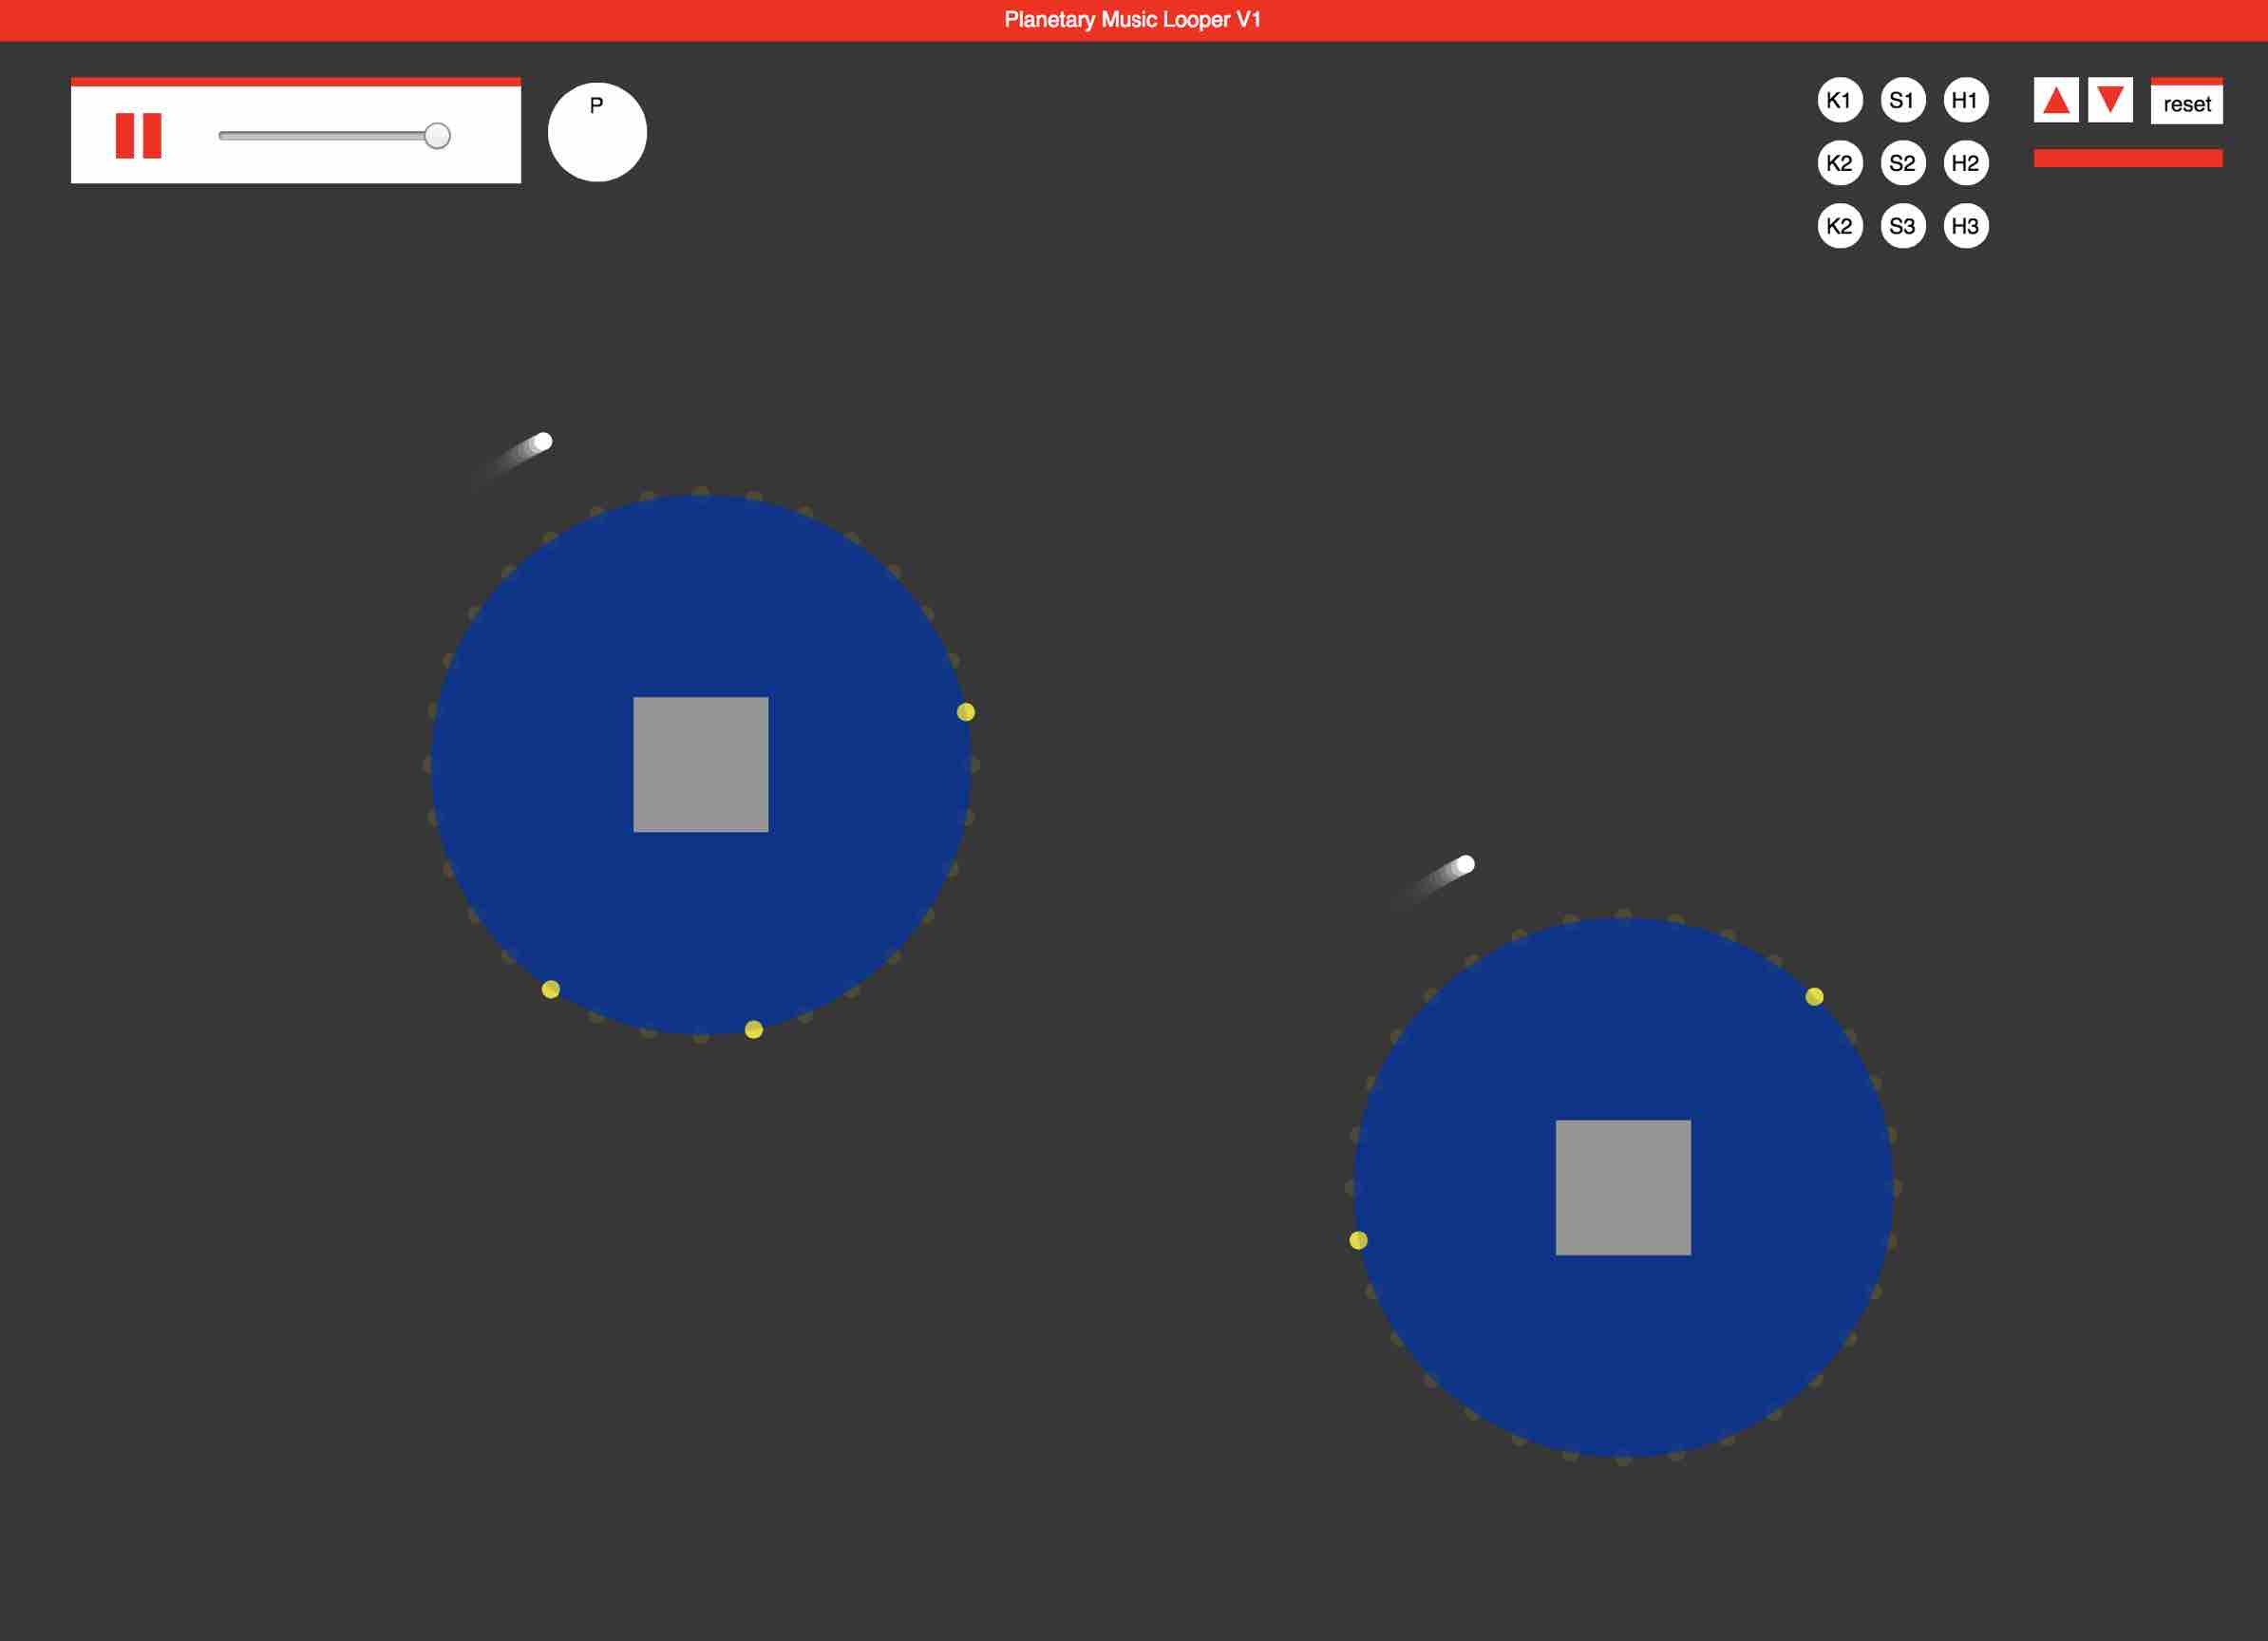 Planetary Music Looper V1
P
K1 S1 H1
reset
K2 S2 H2
K2 S3 H3